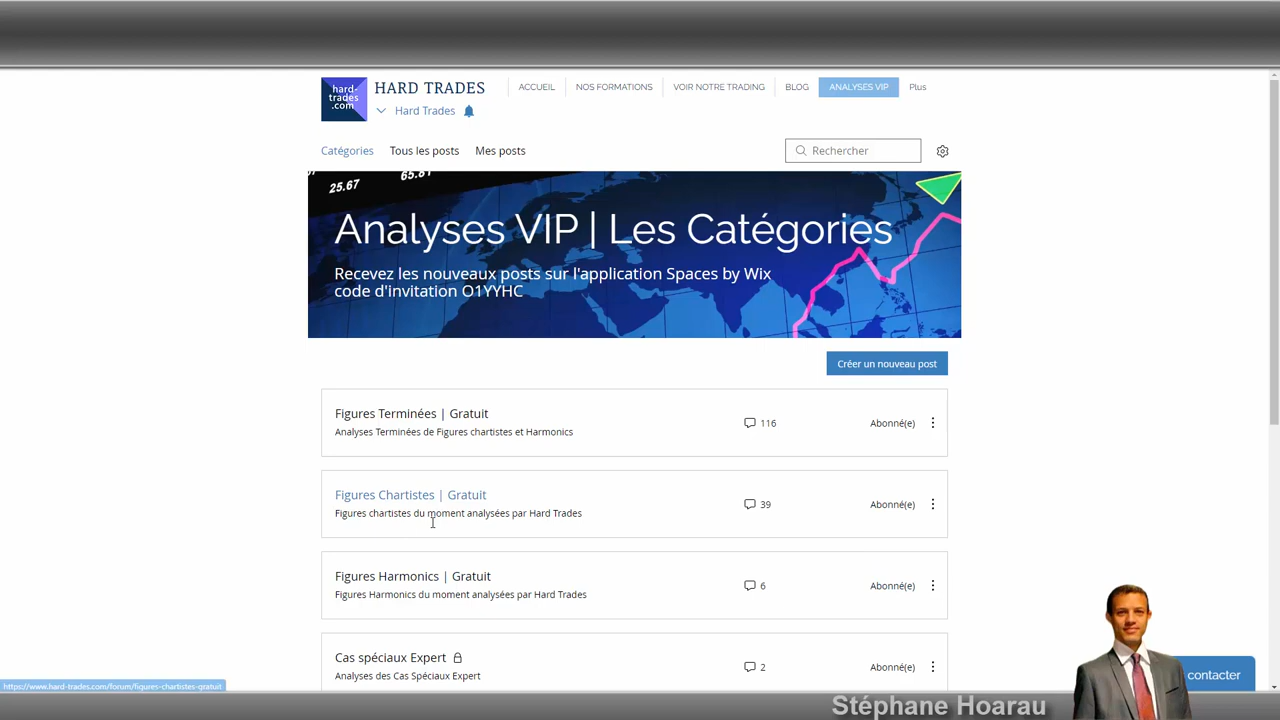 hard-
trades
.com
HARD TRADES
Hard Trades
ACCUEIL
NOS FORMATIONS
VOIR NOTRE TRADING
BLOG
ANALYSES VIP
Plus
Catégories
Tous les posts
Mes posts
Rechercher
25.67
65.81
Analyses VIP | Les Catégories
Recevez les nouveaux posts sur l'application Spaces by Wix
code d'invitation O1YYHC
Créer un nouveau post
Figures Terminées | Gratuit
Analyses Terminées de Figures chartistes et Harmonics
116
Abonné(e)
Figures Chartistes | Gratuit
Figures chartistes du moment analysées par Hard Trades
39
Abonné(e)
Figures Harmonics | Gratuit
Figures Harmonics du moment analysées par Hard Trades
6
Abonné(e)
Cas spéciaux Expert
Analyses des Cas Spéciaux Expert
2
Abonné(e)
contacter
https://www.hard-trades.com/forum/figures-chartistes-gratuit
Stéphane Hoarau